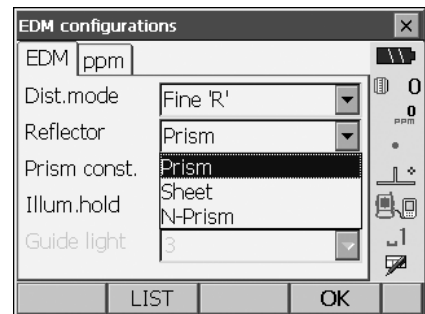 EDM configurations
EDM ppm
Dist.mode Fine 'R'
Reflector Prism
Prism const. Prism
Sheet
Illum.hold N-Prism
Guide light 3
0
0
PPM
1
LIST OK